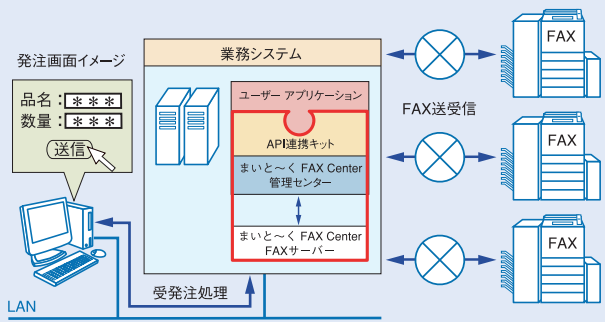 発注画面イメージ
品名：＊＊＊
数量：＊＊＊
送信
業務システム
ユーザー アプリケーション
API連携キット
まいと～く FAX Center
管理センター
まいと～く FAX Center
FAXサーバー
受発注処理
LAN
FAX送受信
FAX
FAX
FAX